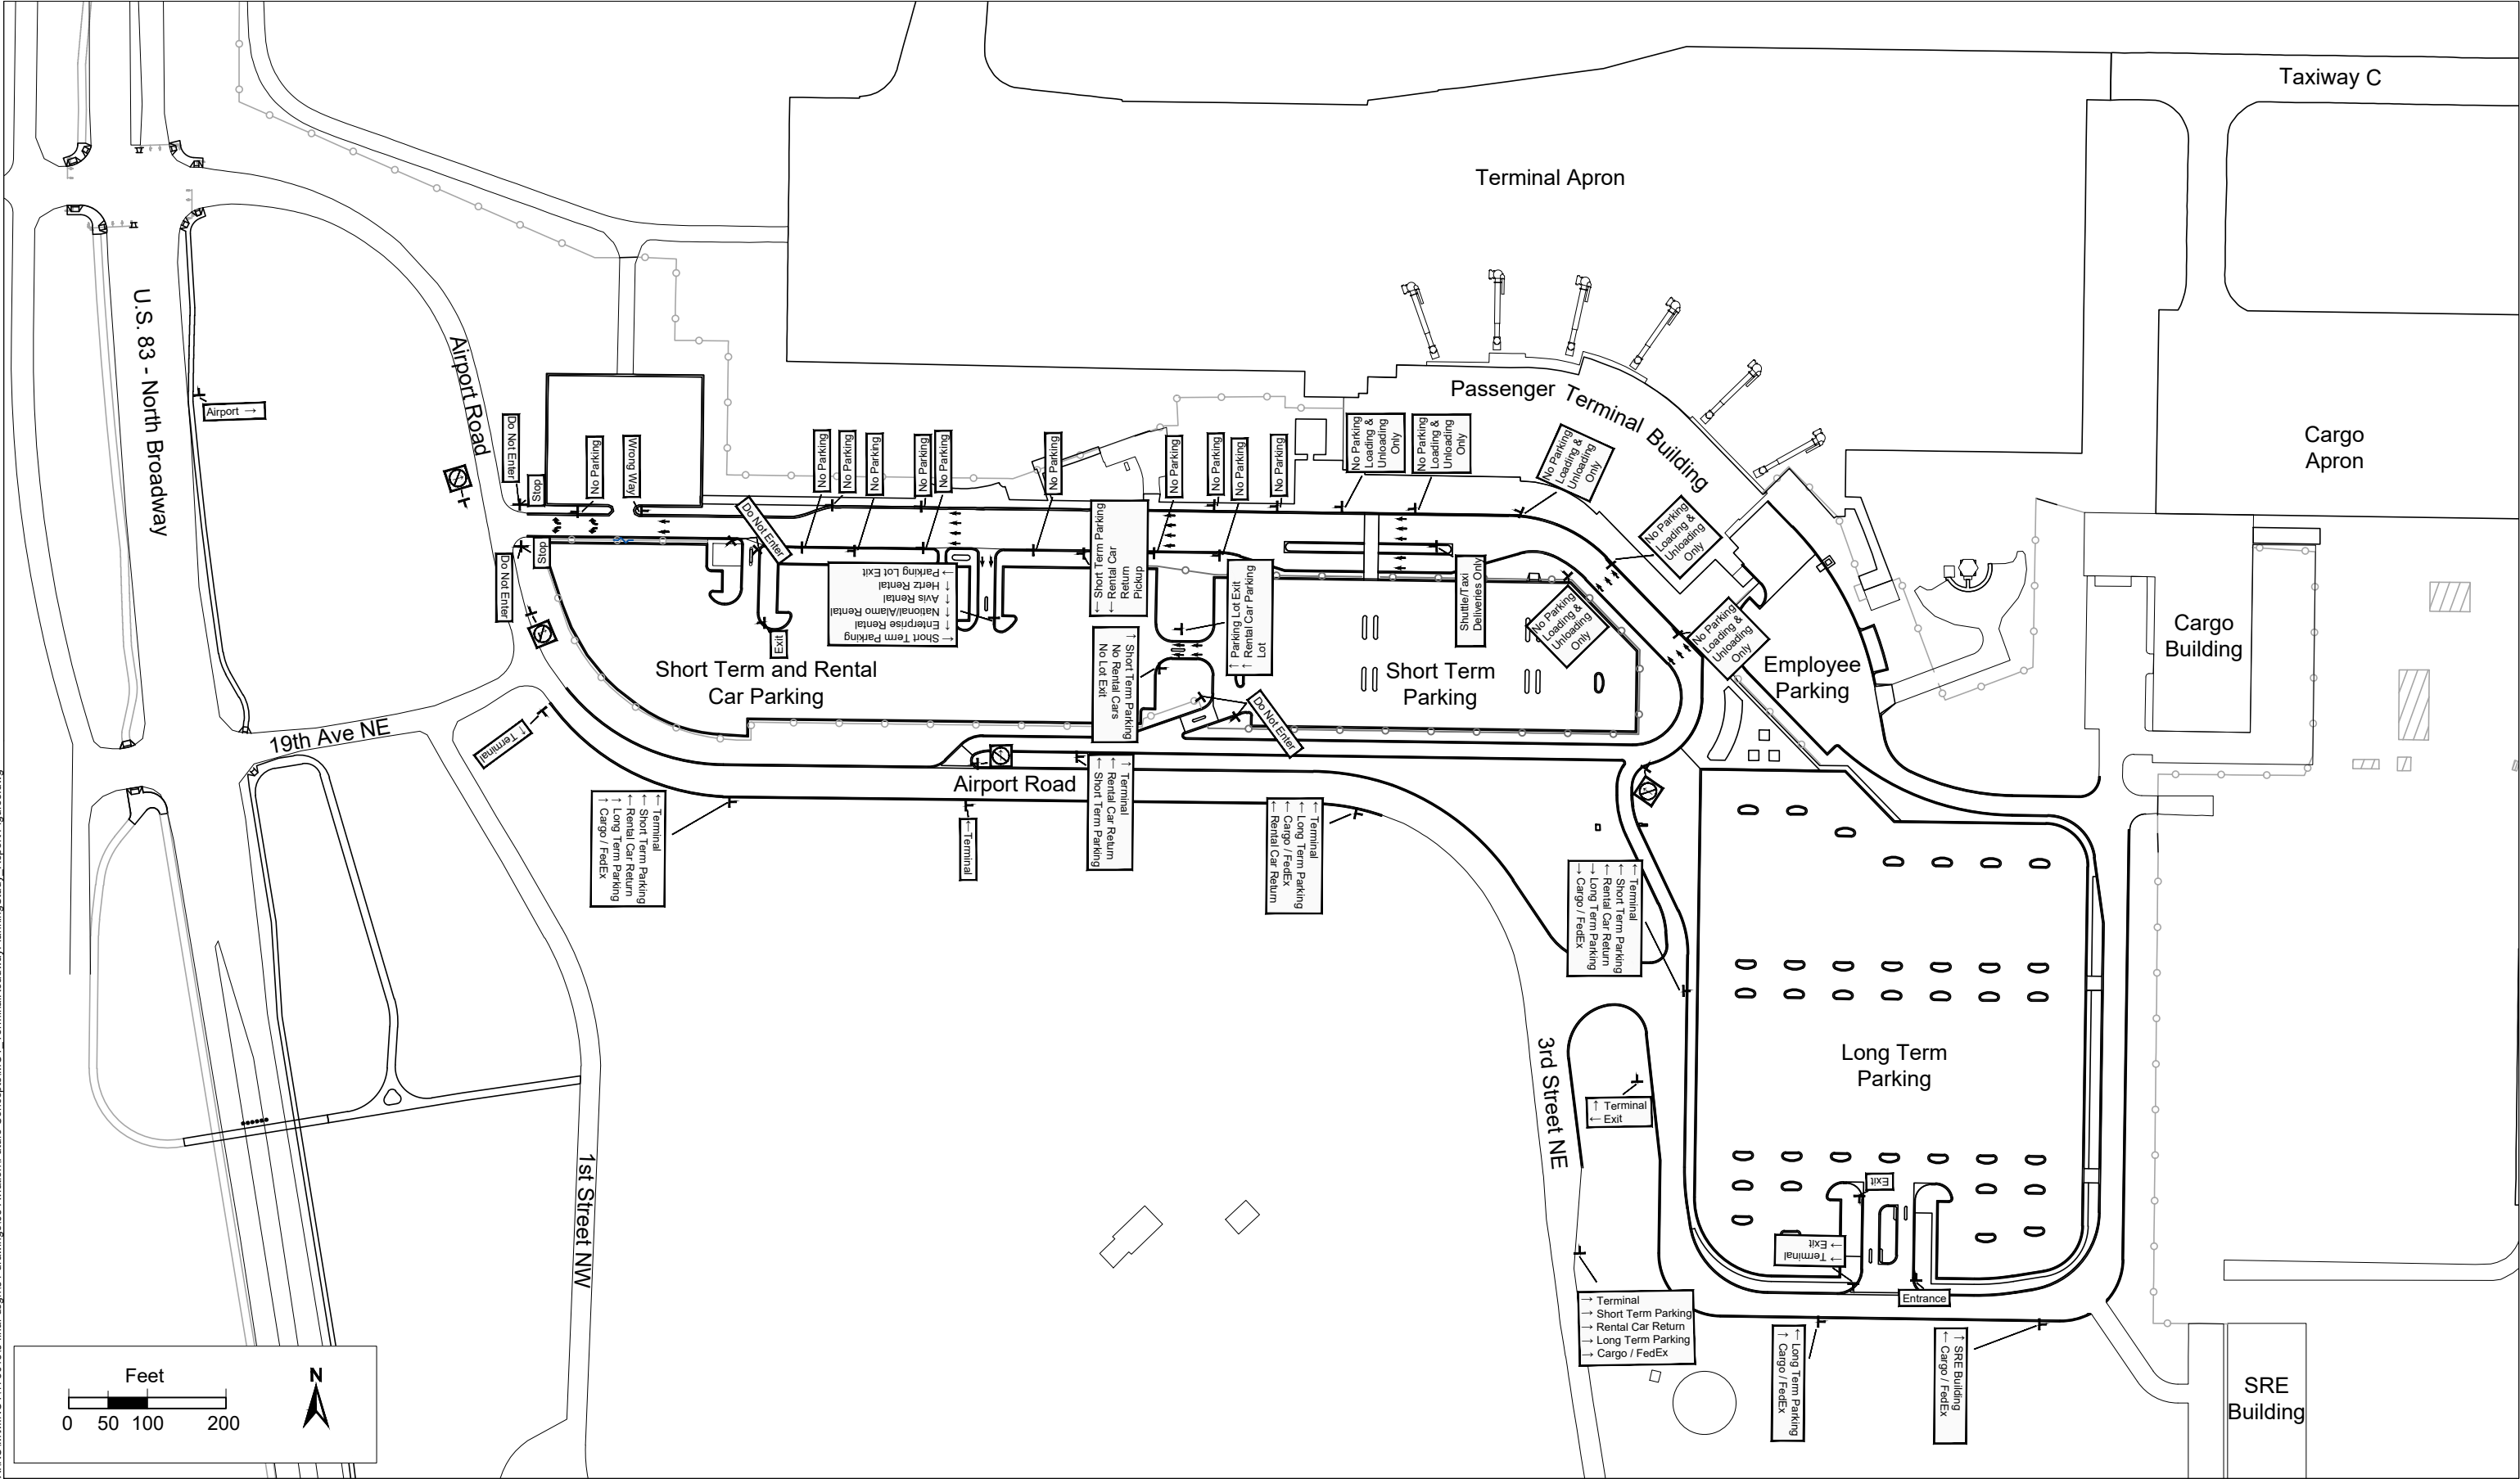 Taxiway C
Terminal Apron
Cargo
Apron
Passenger Terminal Building
U.S. 83 - North Broadway
Airport Road
Airport →
Do Not Enter
Stop
No Parking
Wrong Way
No Parking
No Parking
No Parking
No Parking
No Parking
No Parking
No Parking
No Parking
No Parking
No Parking
No Parking
Loading &
Unloading
Only
No Parking
Loading &
Unloading
Only
No Parking
Loading &
Unloading
Only
No Parking
Loading &
Unloading
Only
No Parking
Loading &
Unloading
Only
No Parking
Loading &
Unloading
Only
Do Not Enter
Stop
Do Not Enter
Exit
→ Parking Lot Exit
↑ Hertz Rental
↑ Avis Rental
↑ National/Alamo Rental
↑ Enterprise Rental
← Short Term Parking
← Short Term Parking
← Rental Car
Return
Pickup
↑ Parking Lot Exit
↑ Rental Car Parking
Lot
Shuttle/Taxi
Deliveries Only
↑ Short Term Parking
No Rental Cars
No Lot Exit
Do Not Enter
Short Term and Rental
Car Parking
Short Term
Parking
Employee
Parking
Cargo
Building
19th Ave NE
↑ Terminal
Airport Road
← Terminal
← Short Term Parking
← Rental Car Return
↑ Long Term Parking
↑ Cargo / FedEx
←Terminal
↑ Terminal
← Rental Car Return
← Short Term Parking
← Terminal
← Long Term Parking
← Cargo / FedEx
← Rental Car Return
← Terminal
← Short Term Parking
← Rental Car Return
→ Long Term Parking
→ Cargo / FedEx
Long Term
Parking
3rd Street NE
1st Street NW
↑ Terminal
← Exit
Exit
→ Terminal
→ Exit
Entrance
→ Terminal
→ Short Term Parking
→ Rental Car Return
→ Long Term Parking
→ Cargo / FedEx
← Long Term Parking
↑ Cargo / FedEx
↑ SRE Building
← Cargo / FedEx
SRE
Building
Feet
0 50 100 200
N